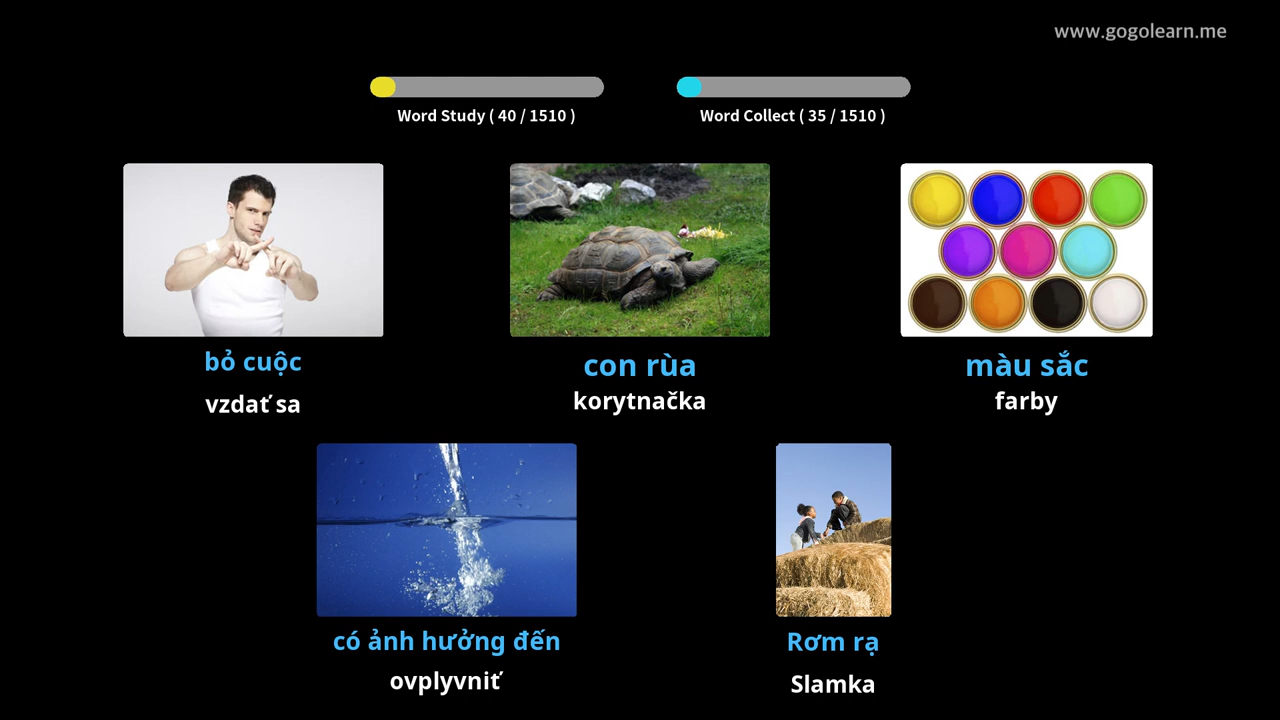 www.gogolearn.me
Word Study ( 40 / 1510 )
Word Collect ( 35 / 1510 )
bỏ cuộc
vzdať sa
con rùa
korytnačka
màu sắc
farby
có ảnh hưởng đến
ovplyvniť
Rơm rạ
Slamka